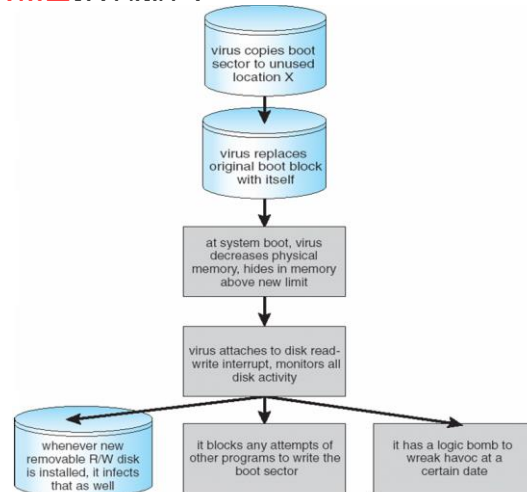 virus copies boot
sector to unused
location X
virus replaces
original boot block
with itself
at system boot, virus
decreases physical
memory, hides in memory
above new limit
virus attaches to disk read-
write interrupt, monitors all
disk activity
whenever new
removable R/W disk
is installed, it infects
that as well
it blocks any attempts of
other programs to write the
boot sector
it has a logic bomb to
wreak havoc at a
certain date